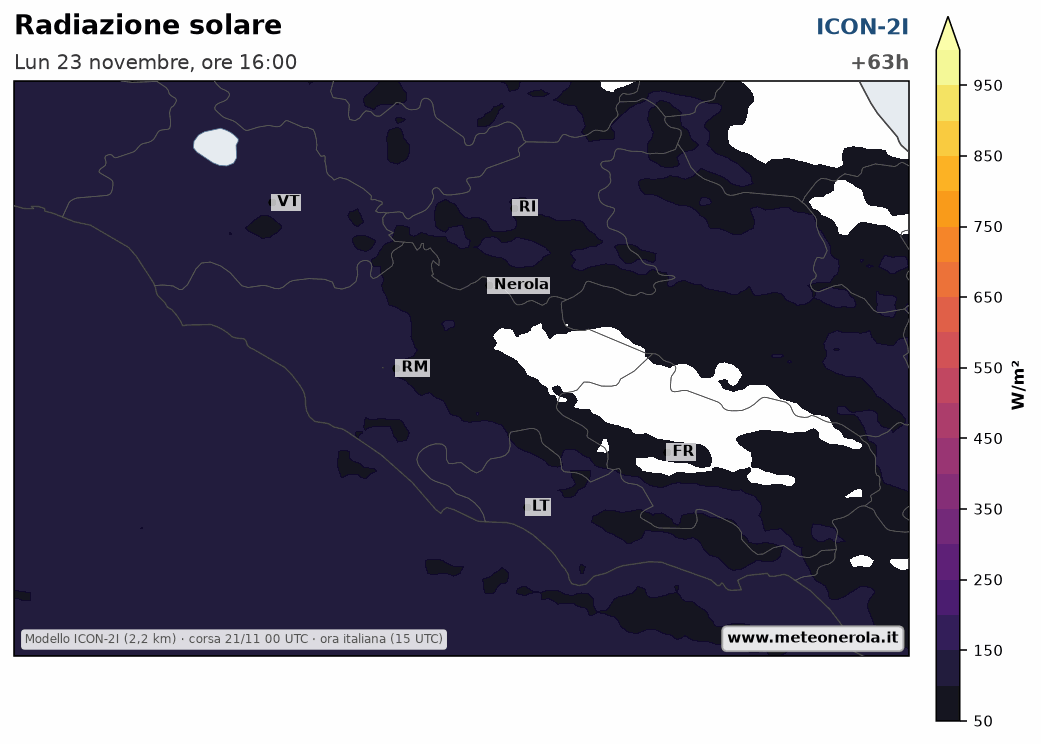 Radiazione solare
ICON-2I
Lun 23 novembre, ore 16:00
+63h
950
850
750
650
550
450
350
250
150
50
W/m²
VT
RI
Nerola
RM
FR
LT
Modello ICON-2I (2,2 km) · corsa 21/11 00 UTC · ora italiana (15 UTC)
www.meteonerola.it